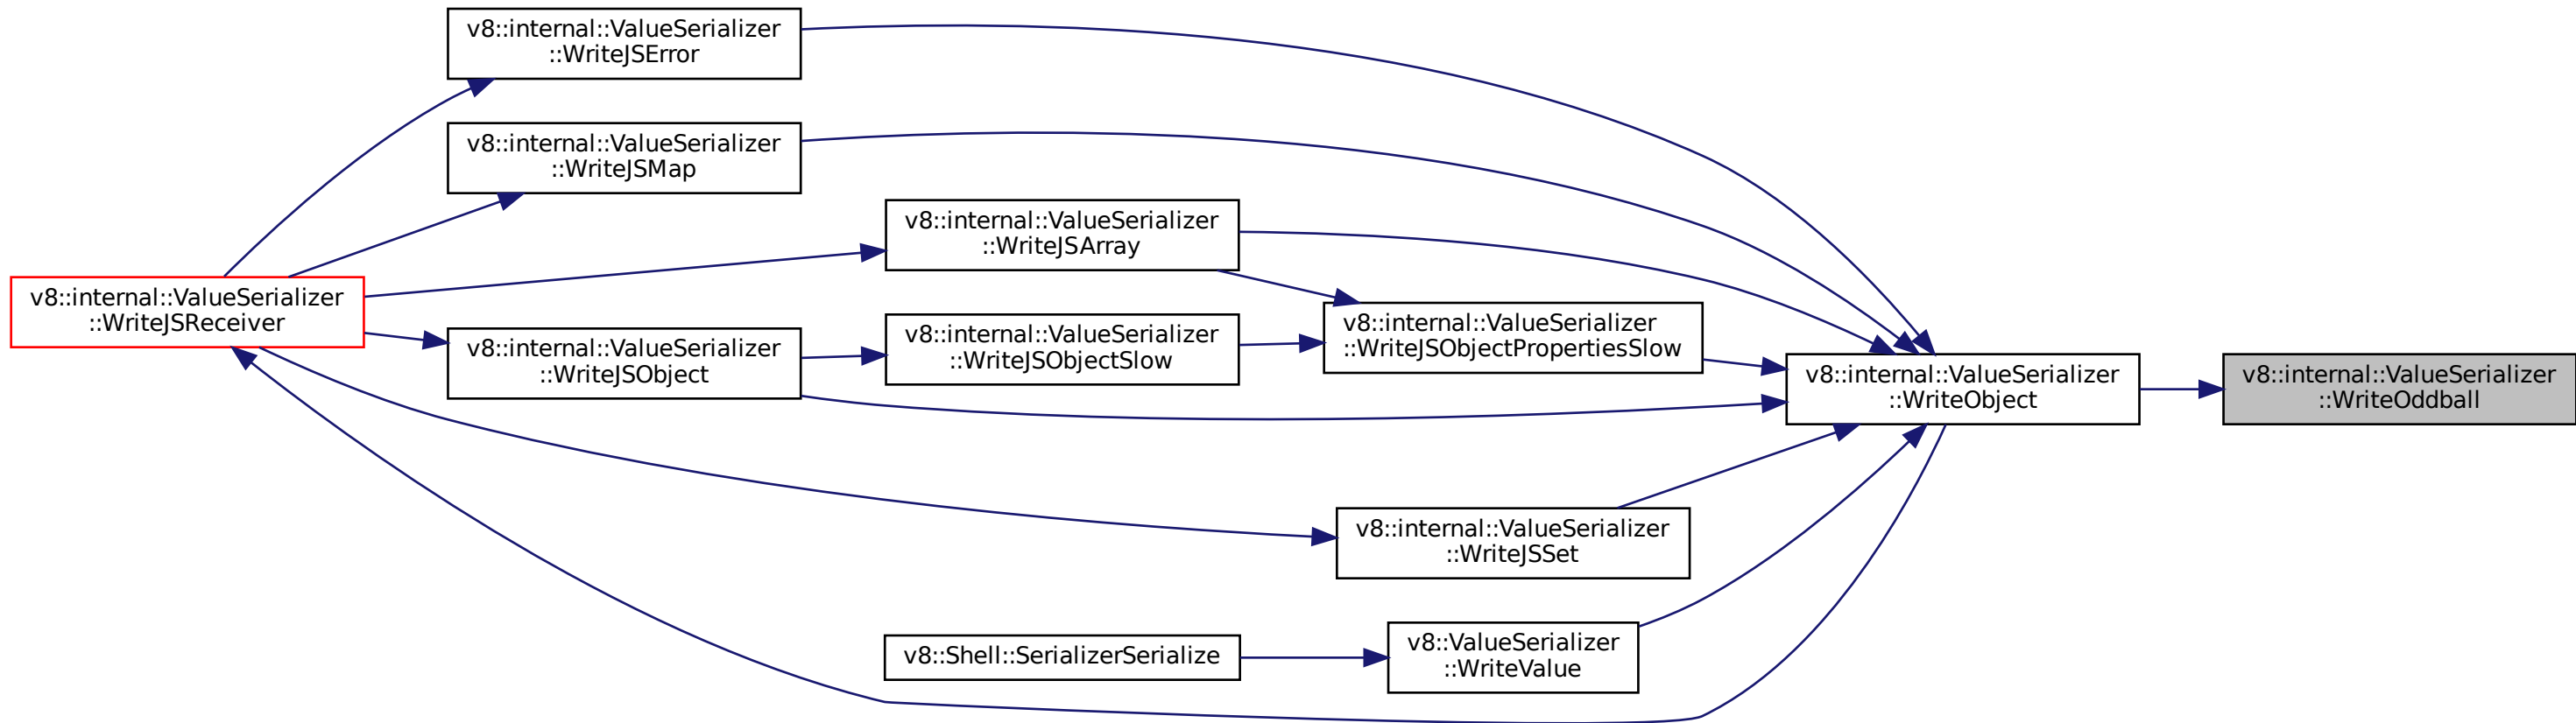 v8::internal::ValueSerializer
::WriteJSError
v8::internal::ValueSerializer
::WriteJSMap
v8::internal::ValueSerializer
::WriteJSArray
v8::internal::ValueSerializer
::WriteJSReceiver
v8::internal::ValueSerializer
::WriteJSObject
v8::internal::ValueSerializer
::WriteJSObjectSlow
v8::internal::ValueSerializer
::WriteJSObjectPropertiesSlow
v8::internal::ValueSerializer
::WriteObject
v8::internal::ValueSerializer
::WriteOddball
v8::internal::ValueSerializer
::WriteJSSet
v8::Shell::SerializerSerialize
v8::ValueSerializer
::WriteValue